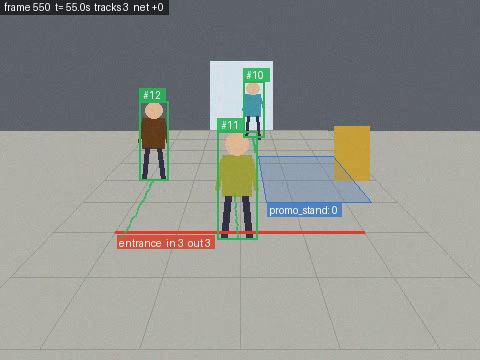 frame 550 t= 55.0s tracks 3 net +0
#10
#12
#11
promo_stand: 0
entrance in 3 out 3